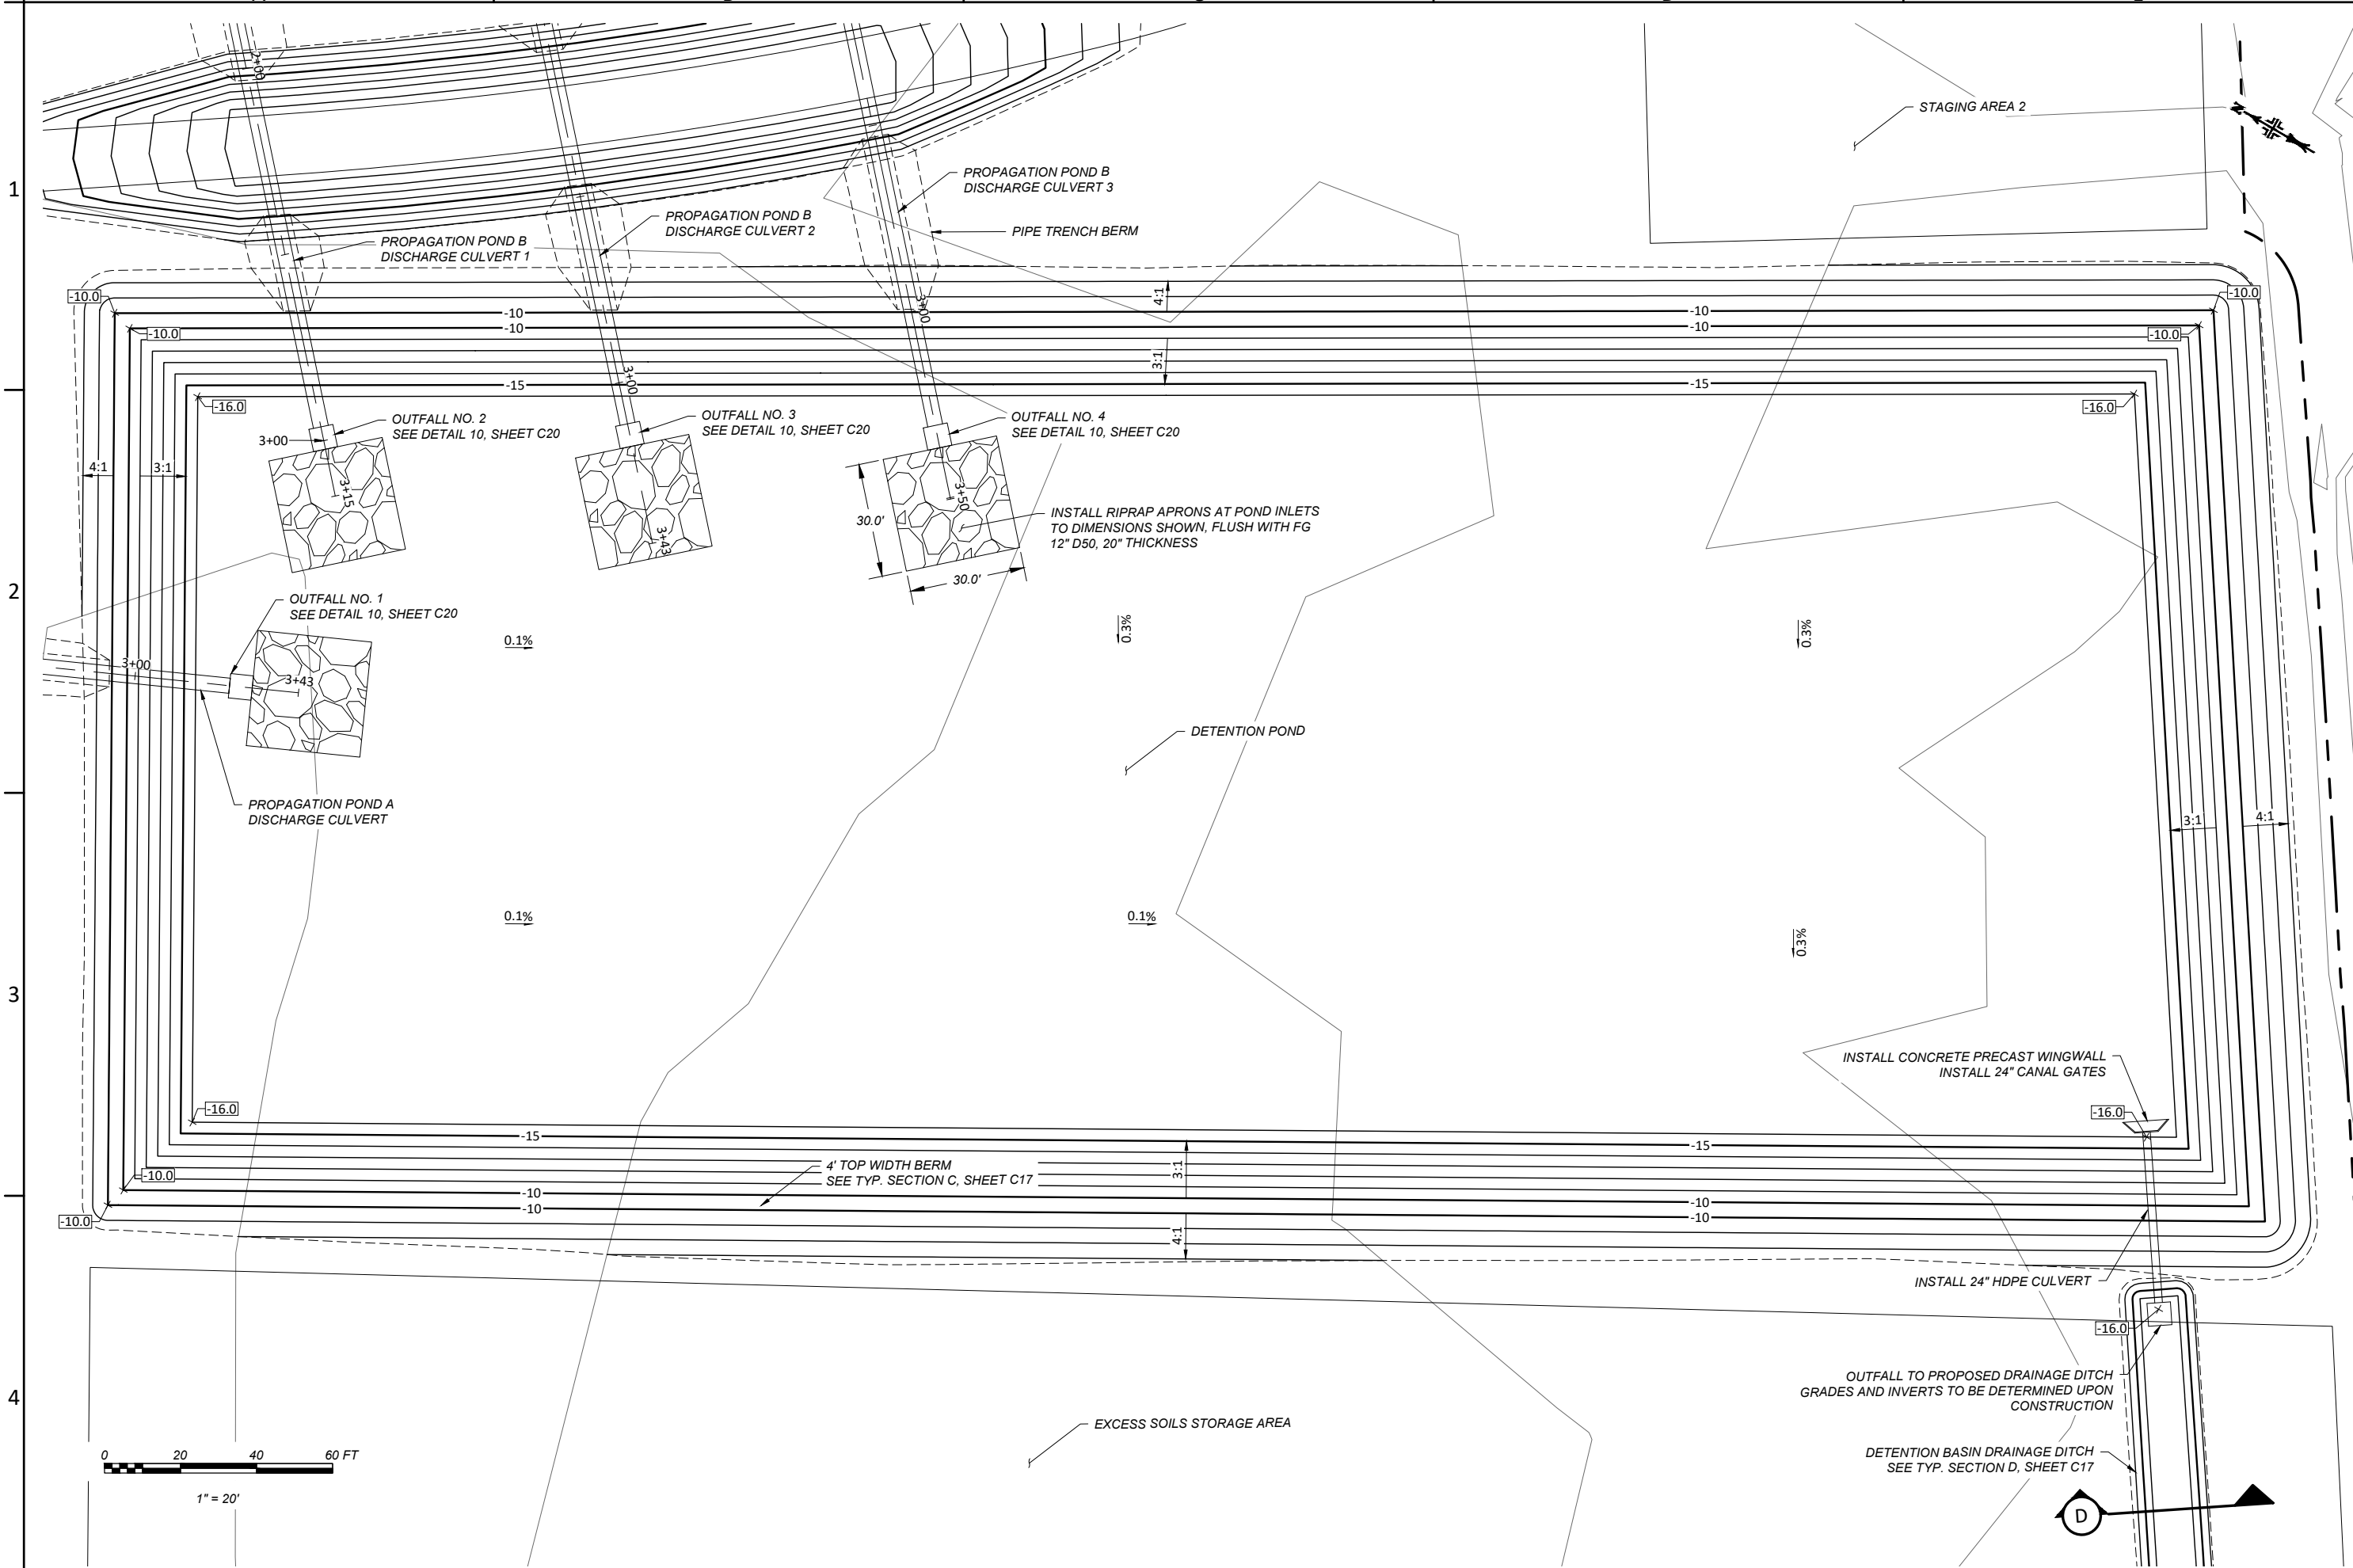 2+00
N
1
STAGING AREA 2
PROPAGATION POND B
DISCHARGE CULVERT 3
PROPAGATION POND B
DISCHARGE CULVERT 2
PIPE TRENCH BERM
PROPAGATION POND B
DISCHARGE CULVERT 1
-10.0
4:1
-10.0
-10
-10
3+00
-10
-10
-10.0
-10.0
3:1
3+00
-15
-15
-16.0
-16.0
OUTFALL NO. 2
SEE DETAIL 10, SHEET C20
OUTFALL NO. 3
SEE DETAIL 10, SHEET C20
OUTFALL NO. 4
SEE DETAIL 10, SHEET C20
3+00
4:1
3:1
3+15
3+43
3+50
30.0'
30.0'
INSTALL RIPRAP APRONS AT POND INLETS
TO DIMENSIONS SHOWN, FLUSH WITH FG
12" D50, 20" THICKNESS
2
OUTFALL NO. 1
SEE DETAIL 10, SHEET C20
0.1%
0.3%
0.3%
3+00
3+43
DETENTION POND
PROPAGATION POND A
DISCHARGE CULVERT
3:1
4:1
0.1%
0.1%
0.3%
3
INSTALL CONCRETE PRECAST WINGWALL
INSTALL 24" CANAL GATES
-16.0
-16.0
-15
-15
4' TOP WIDTH BERM
SEE TYP. SECTION C, SHEET C17
3:1
-10.0
-10
-10
-10
-10
-10.0
4:1
INSTALL 24" HDPE CULVERT
-16.0
OUTFALL TO PROPOSED DRAINAGE DITCH
GRADES AND INVERTS TO BE DETERMINED UPON
CONSTRUCTION
4
EXCESS SOILS STORAGE AREA
DETENTION BASIN DRAINAGE DITCH
SEE TYP. SECTION D, SHEET C17
0 20 40 60 FT
1" = 20'
D